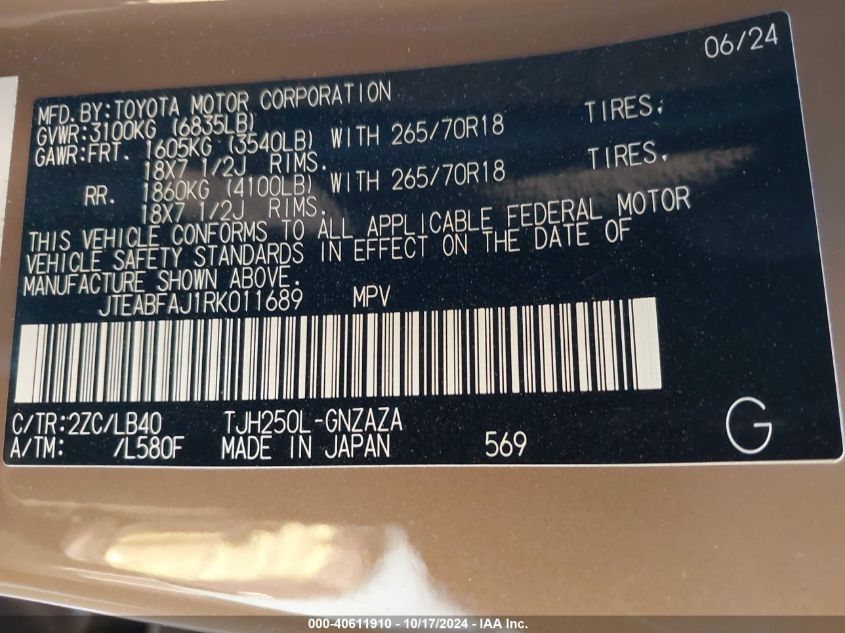 06/24
MFD.BY:TOYOTA MOTOR CORPORATION
GVWR:3100KG (6835LB)
GAWR:FRT. 1605KG (3540LB) WITH 265/70R18 TIRES,
18X7 1/2J RIMS.
RR. 1860KG (4100LB) WITH 265/70R18 TIRES.
18X7 1/2J RIMS.
THIS VEHICLE CONFORMS TO ALL APPLICABLE FEDERAL MOTOR
VEHICLE SAFETY STANDARDS IN EFFECT ON THE DATE OF
MANUFACTURE SHOWN ABOVE.
JTEABFAJ1RK011689 MPV
C/TR:2ZC/LB40 TJH250L-GNZAZA
A/TM: /L580F MADE IN JAPAN 569 G
000-40611910 - 10/17/2024 - IAA Inc.